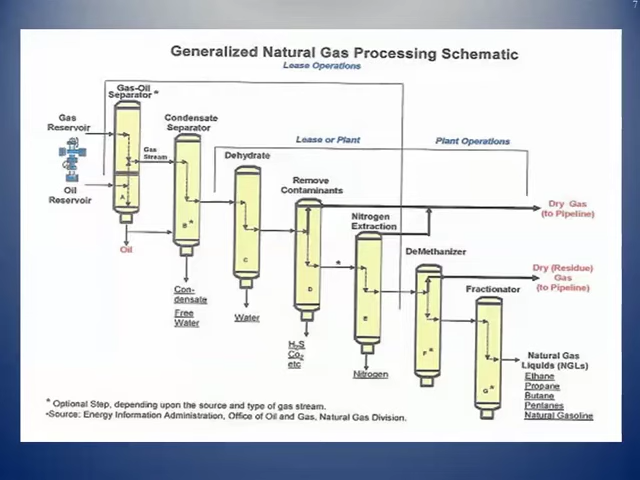 7
Generalized Natural Gas Processing Schematic
Lease Operations
Gas-Oil
Separator*
Gas
Reservoir
Condensate
Separator
Gas
Stream
Lease or Plant
Plant Operations
Dehydrate
Remove
Contaminants
Oil
Reservoir
A
B*
C
D
E
F*
G*
Nitrogen
Extraction
Dry Gas
(to Pipeline)
Oil
DeMethanizer
*
Dry (Residue)
Gas
(to Pipeline)
Fractionator
Con-
densate
Free
Water
Water
H2S
Co2
etc
Nitrogen
Natural Gas
Liquids (NGLs)
Ethane
Propane
Butane
Pentanes
Natural Gasoline
* Optional Step, depending upon the source and type of gas stream.
•Source: Energy Information Administration, Office of Oil and Gas, Natural Gas Division.